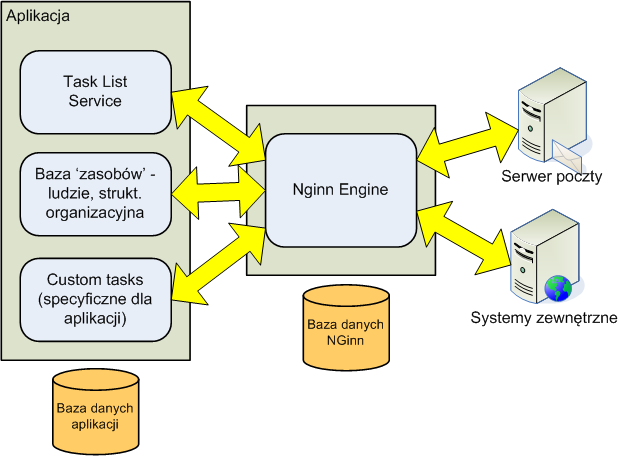 Aplikacja
Task List
Service
Baza ‘zasobów’ -
ludzie, strukt.
organizacyjna
Custom tasks
(specyficzne dla
aplikacji)
Baza danych
aplikacji
Nginn Engine
Baza danych
NGinn
Serwer poczty
Systemy zewnętrzne